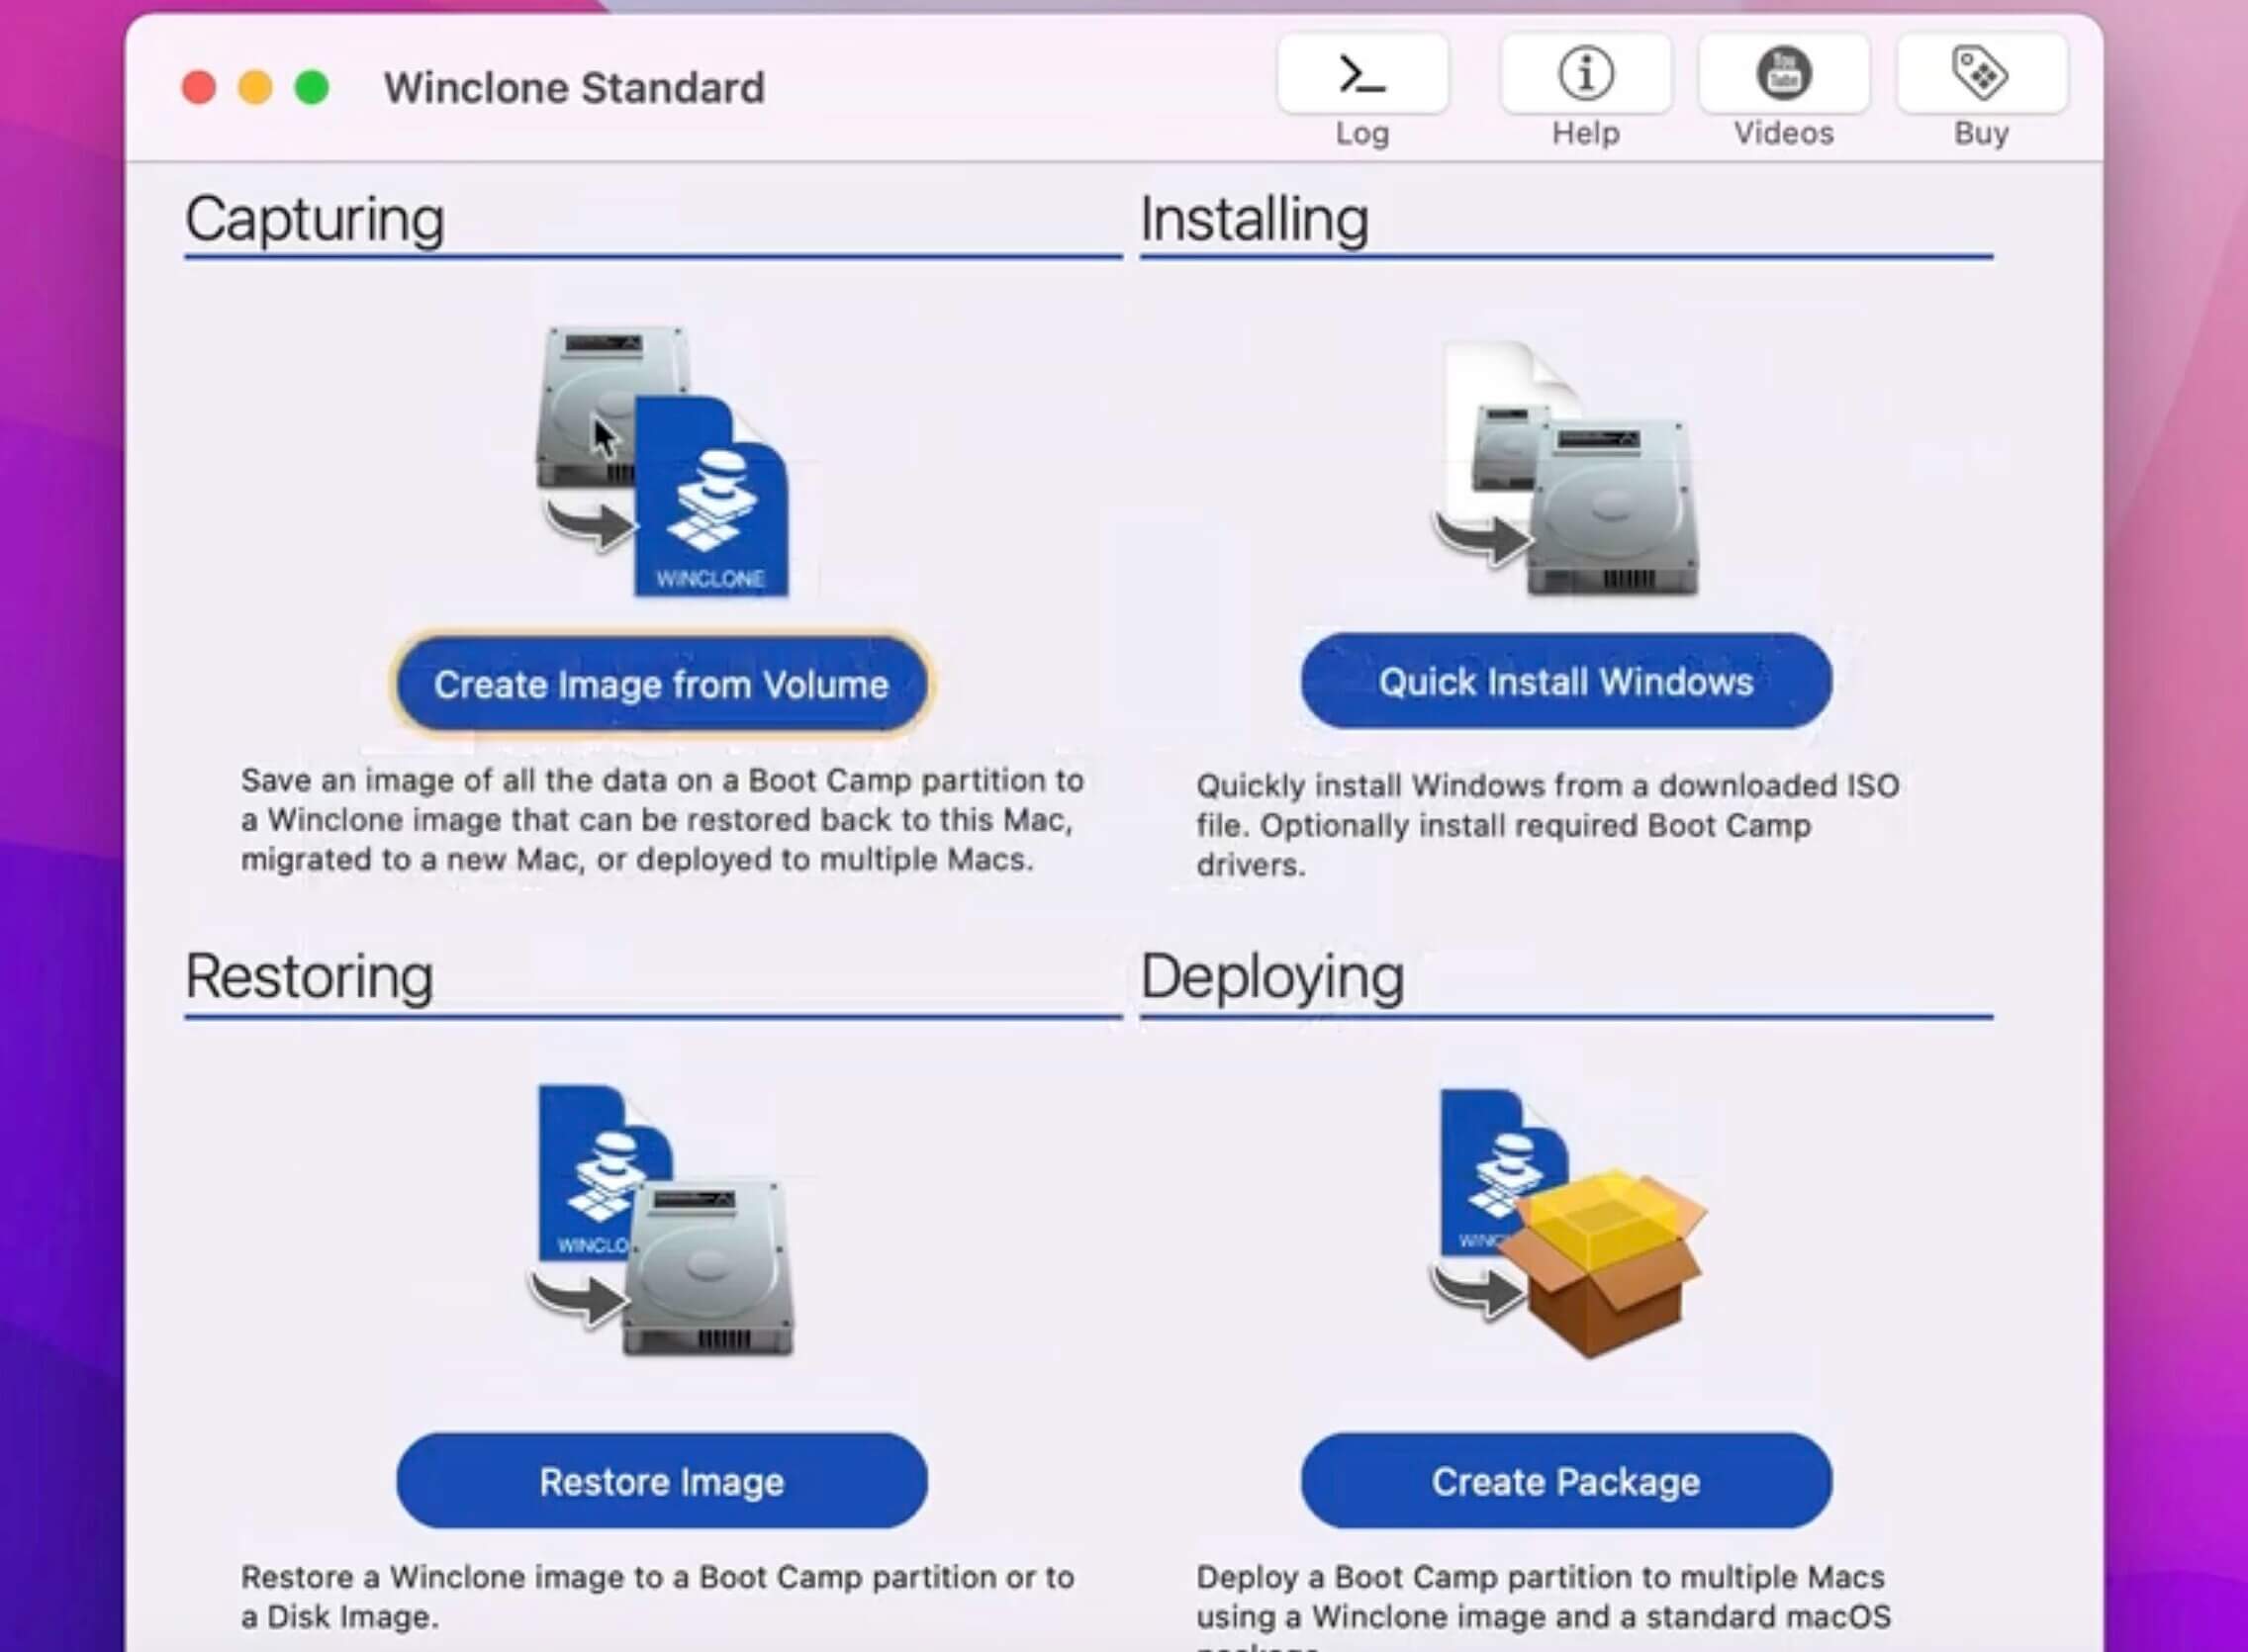 Winclone Standard
Log
Help
You
Tube
Videos
Buy
Capturing
WINCLONE
Create Image from Volume
Save an image of all the data on a Boot Camp partition to
a Winclone image that can be restored back to this Mac,
migrated to a new Mac, or deployed to multiple Macs.
Installing
Quick Install Windows
Quickly install Windows from a downloaded ISO
file. Optionally install required Boot Camp
drivers.
Restoring
WINCLO
Restore Image
Restore a Winclone image to a Boot Camp partition or to
a Disk Image.
Deploying
Create Package
Deploy a Boot Camp partition to multiple Macs
using a Winclone image and a standard macOS